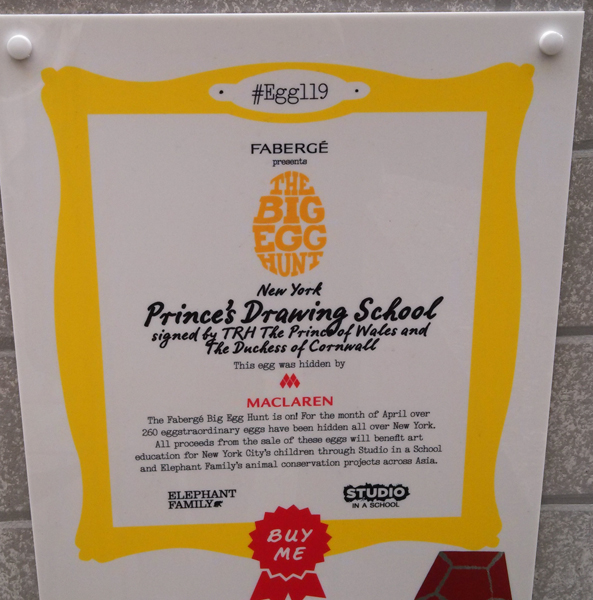 #Egg119
FABERGÉ
presents
THE
BIG
EGG
HUNT
New York
Prince's Drawing School
signed by TRH The Prince of Wales and
The Duchess of Cornwall
This egg was hidden by
MACLAREN
The Fabergé Big Egg Hunt is on! For the month of April over
260 eggstraordinary eggs have been hidden all over New York.
All proceeds from the sale of these eggs will benefit art
education for New York City's children through Studio in a School
and Elephant Family's animal conservation projects across Asia.
ELEPHANT
FAMILY
STUDIO
IN A SCHOOL
BUY
ME